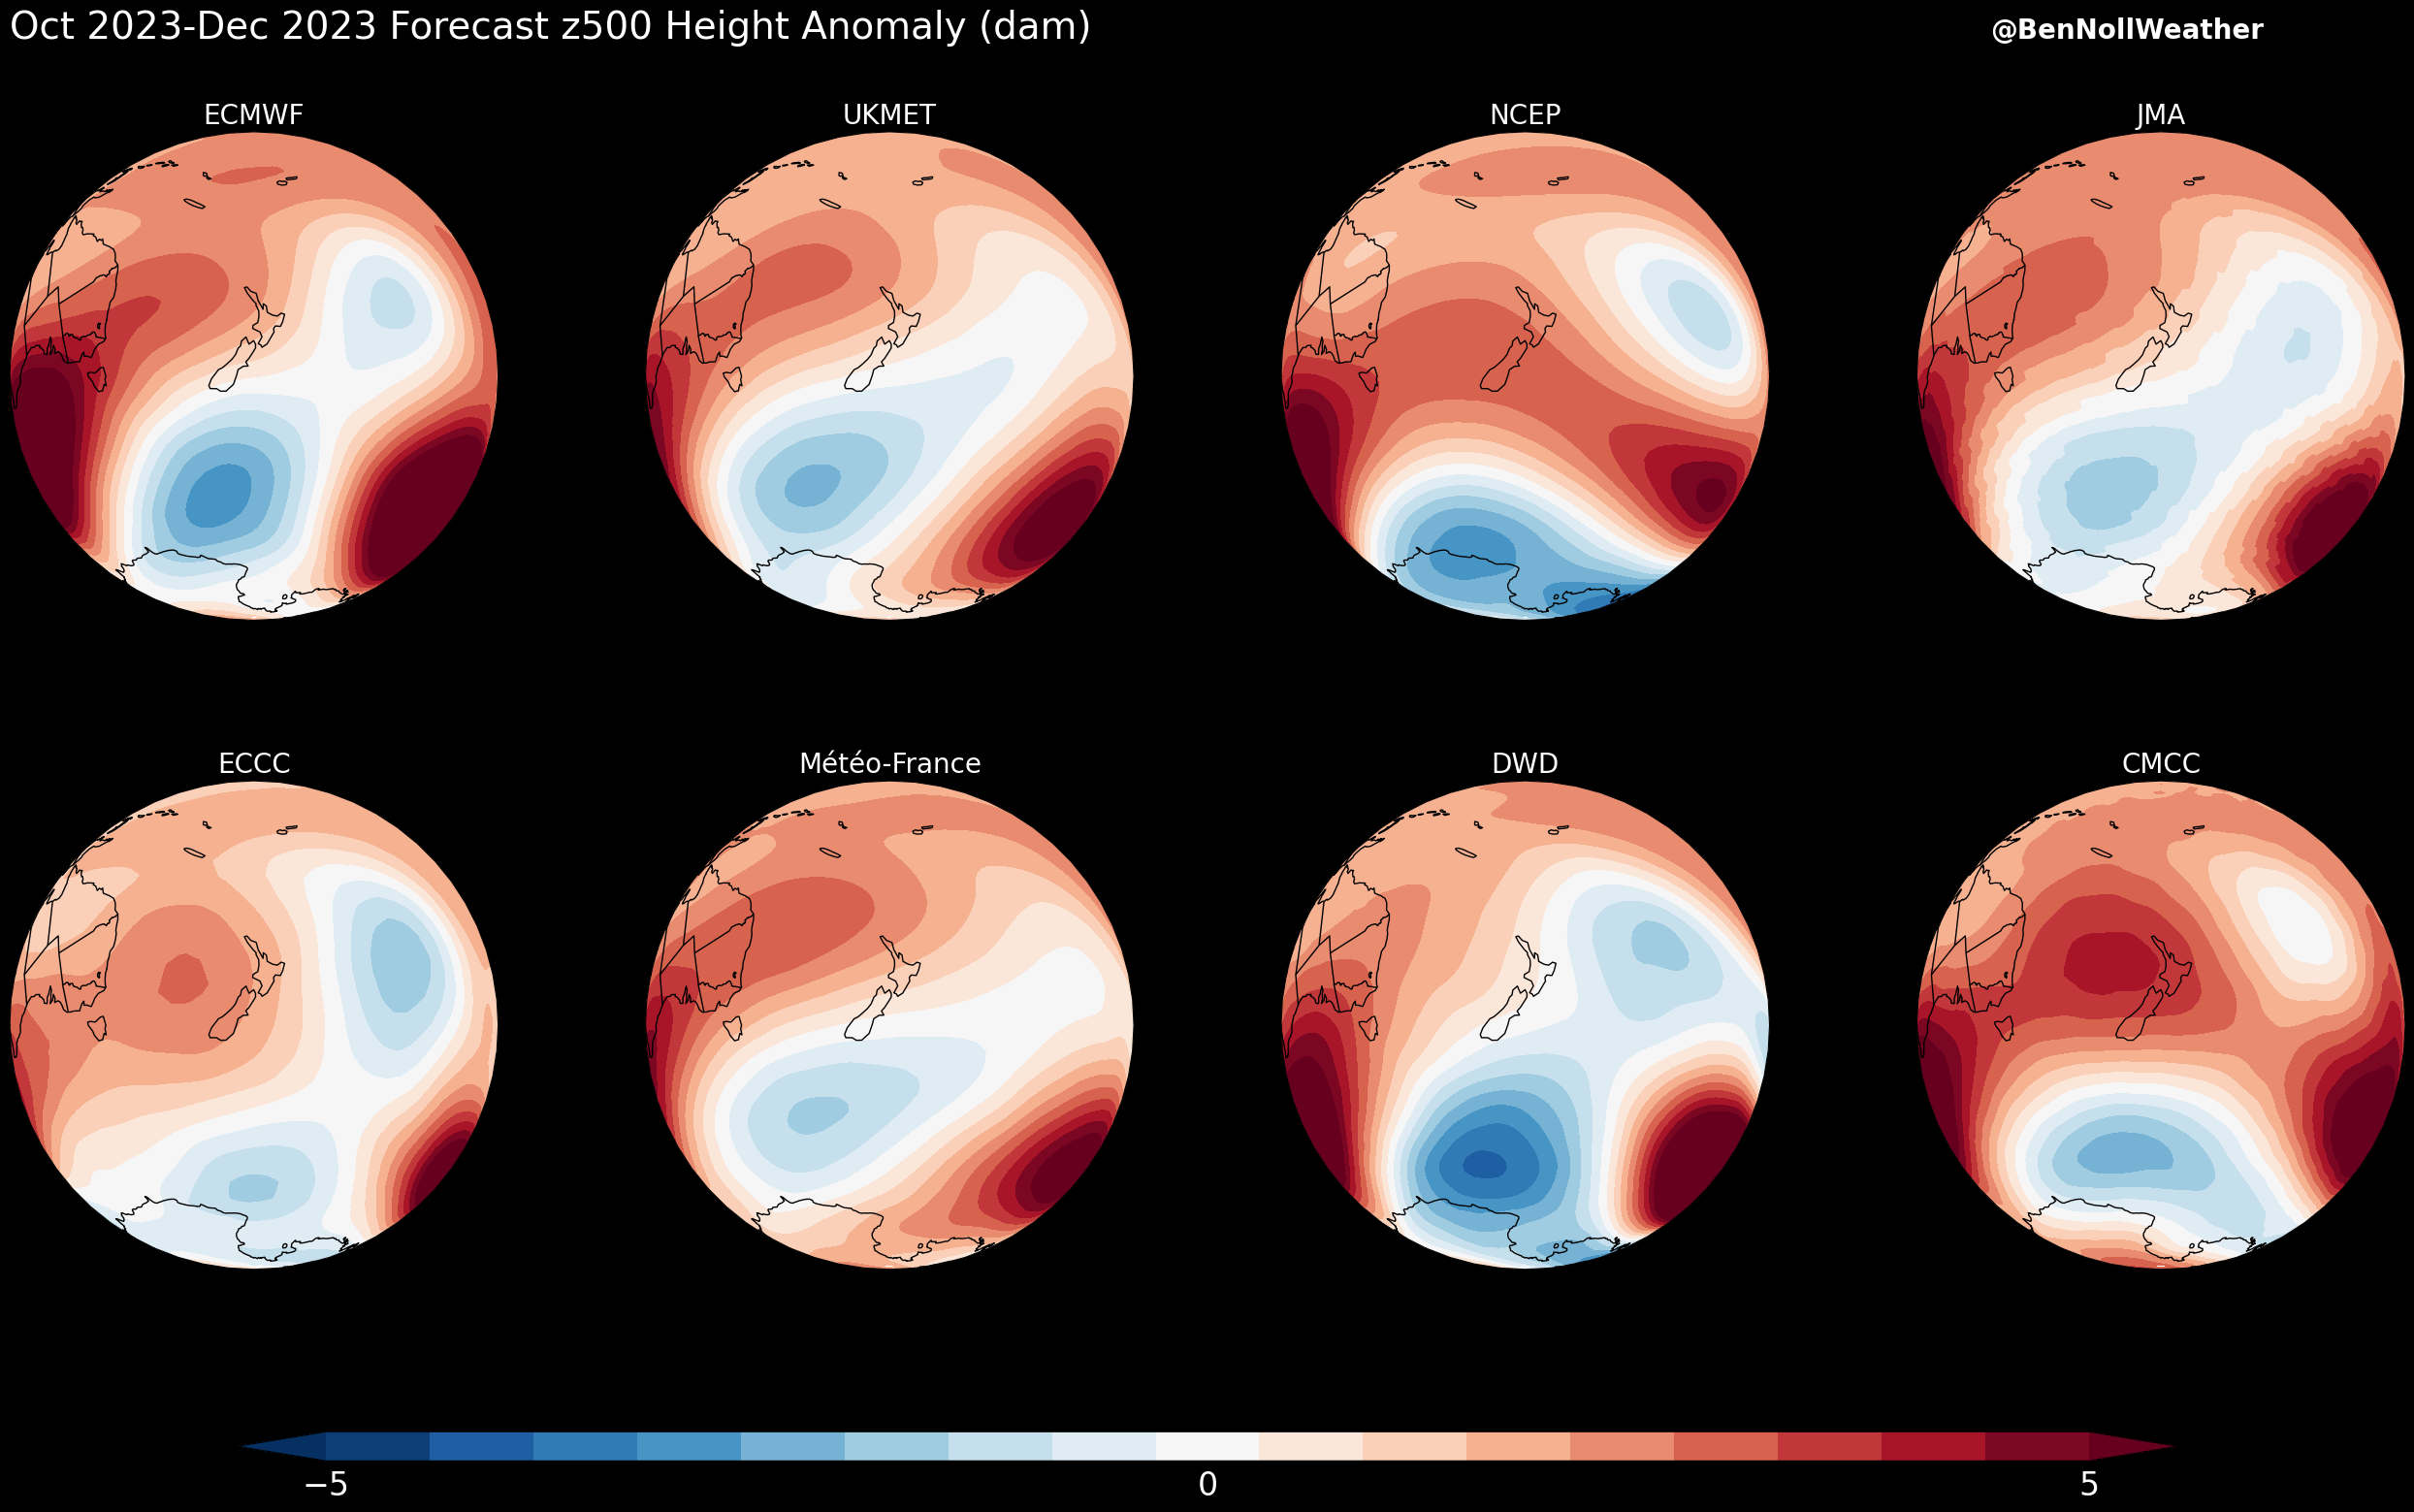 Oct 2023-Dec 2023 Forecast z500 Height Anomaly (dam)
@BenNollWeather
ECMWF
UKMET
NCEP
JMA
ECCC
Météo-France
DWD
CMCC
−5
0
5